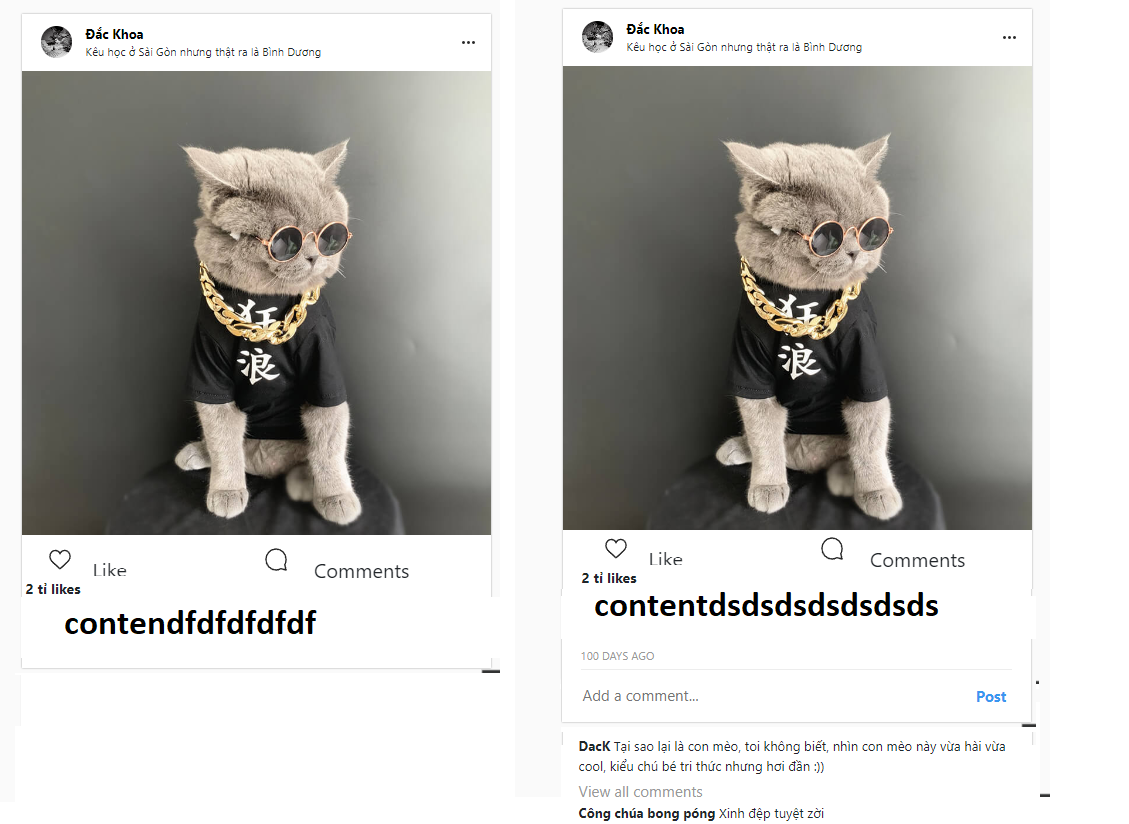 Đắc Khoa
Kêu học ở Sài Gòn nhưng thật ra là Bình Dương
狂
浪
Like
Comments
2 tỉ likes
contendfdfdfdfdf
Đắc Khoa
Kêu học ở Sài Gòn nhưng thật ra là Bình Dương
狂
浪
Like
Comments
2 tỉ likes
contentdsdsdsdsdsdsds
100 DAYS AGO
Add a comment...
Post
DacK Tại sao lại là con mèo, toi không biết, nhìn con mèo này vừa hài vừa
cool, kiểu chú bé tri thức nhưng hơi đần :))
View all comments
Công chúa bong póng Xinh đẹp tuyệt zời